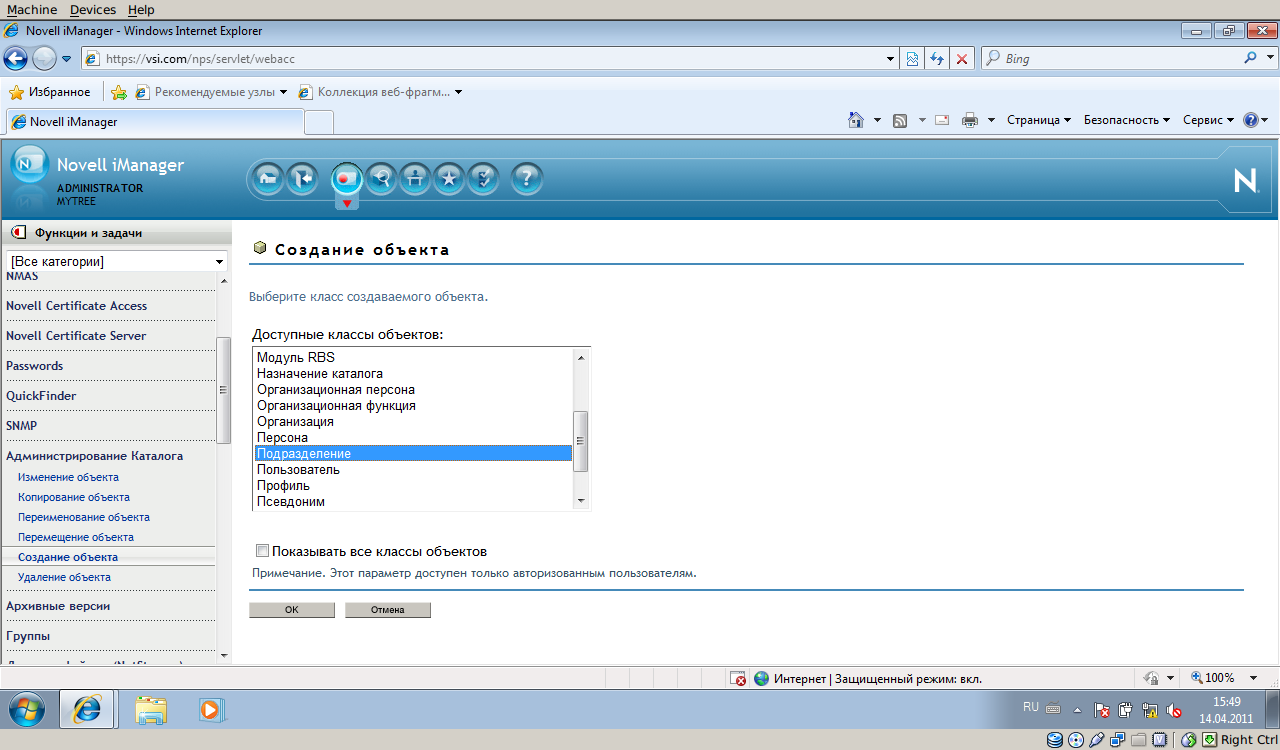 Machine Devices Help
Novell iManager - Windows Internet Explorer
https://vsi.com/nps/servlet/webacc
Bing
Избранное
Рекомендуемые узлы
Коллекция веб-фрагм...
Novell iManager
Страница
Безопасность
Сервис
Novell iManager
ADMINISTRATOR
MYTREE
N
Функции и задачи
[Все категории]
NMAS
Novell Certificate Access
Novell Certificate Server
Passwords
QuickFinder
SNMP
Администрирование Каталога
Изменение объекта
Копирование объекта
Переименование объекта
Перемещение объекта
Создание объекта
Удаление объекта
Архивные версии
Группы
Создание объекта
Выберите класс создаваемого объекта.
Доступные классы объектов:
Модуль RBS
Назначение каталога
Организационная персона
Организационная функция
Организация
Персона
Подразделение
Пользователь
Профиль
Псевдоним
Показывать все классы объектов
Примечание. Этот параметр доступен только авторизованным пользователям.
OK
Отмена
Интернет | Защищенный режим: вкл.
100%
RU
15:49
14.04.2011
Right Ctrl